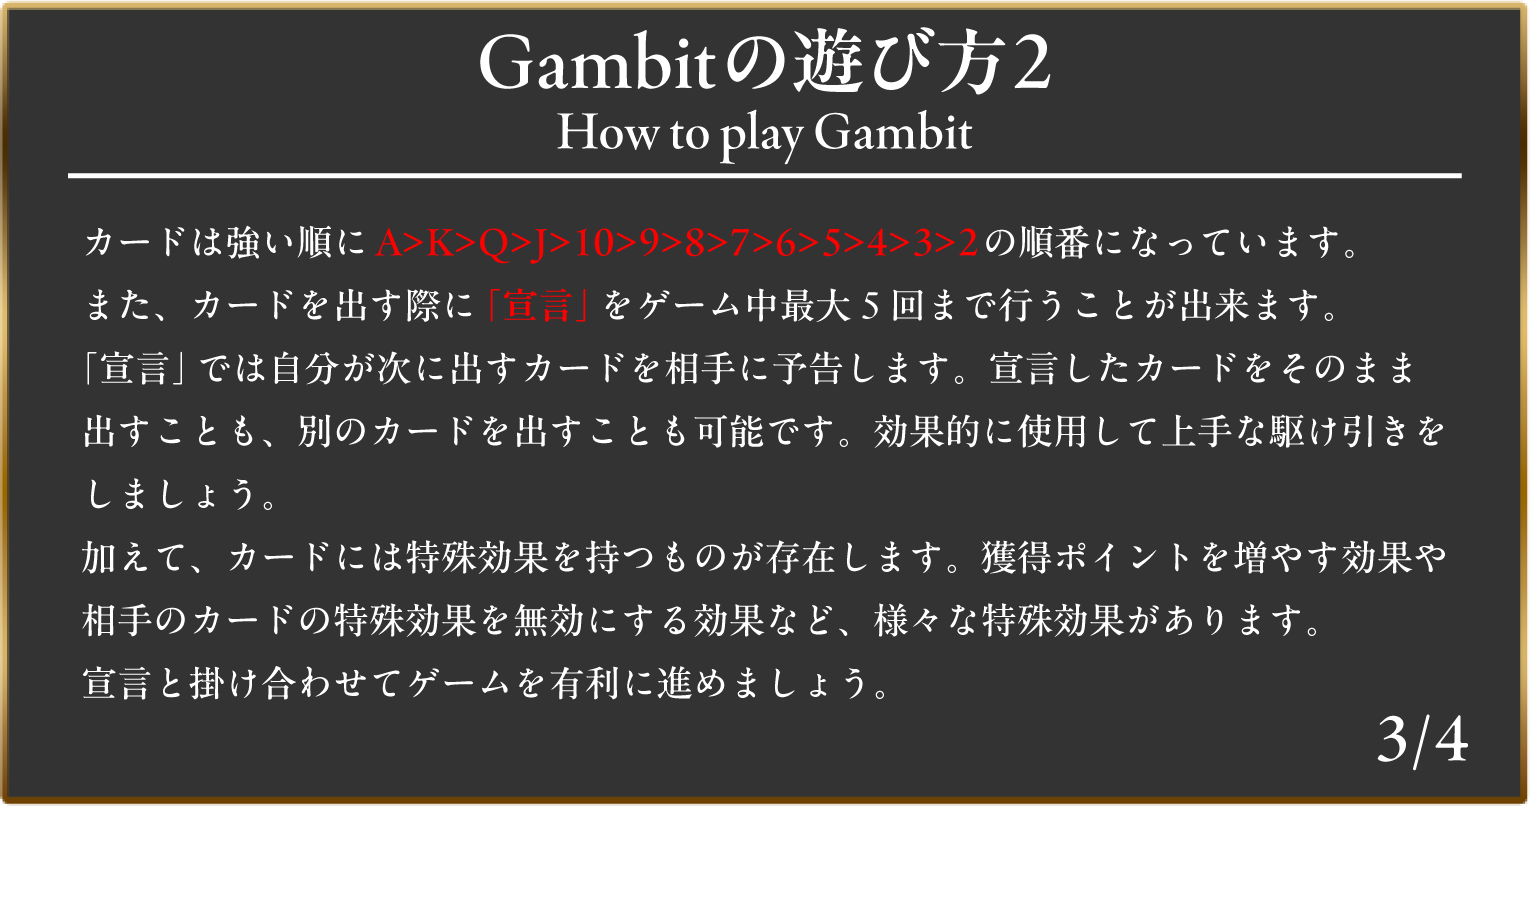 Gambitの遊び方2
How to play Gambit
カードは強い順にA>K>Q>J>10>9>8>7>6>5>4>3>2の順番になっています。
また、カードを出す際に「宣言」をゲーム中最大5回まで行うことが出来ます。
「宣言」では自分が次に出すカードを相手に予告します。宣言したカードをそのまま
出すことも、別のカードを出すことも可能です。効果的に使用して上手な駆け引きを
しましょう。
加えて、カードには特殊効果を持つものが存在します。獲得ポイントを増やす効果や
相手のカードの特殊効果を無効にする効果など、様々な特殊効果があります。
宣言と掛け合わせてゲームを有利に進めましょう。
3/4